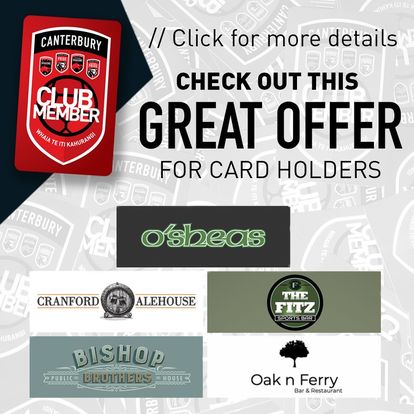 // Click for more details
CHECK OUT THIS
GREAT OFFER
FOR CARD HOLDERS
CANTERBURY
CLUB
MEMBER
WHAIA TE ITI KAHURANGI
o'sheas
CRANFORD ALEHOUSE
THE
FITZ
SPORTS BAR
BISHOP
PUBLIC BROTHERS HOUSE
Oak n Ferry
Bar & Restaurant